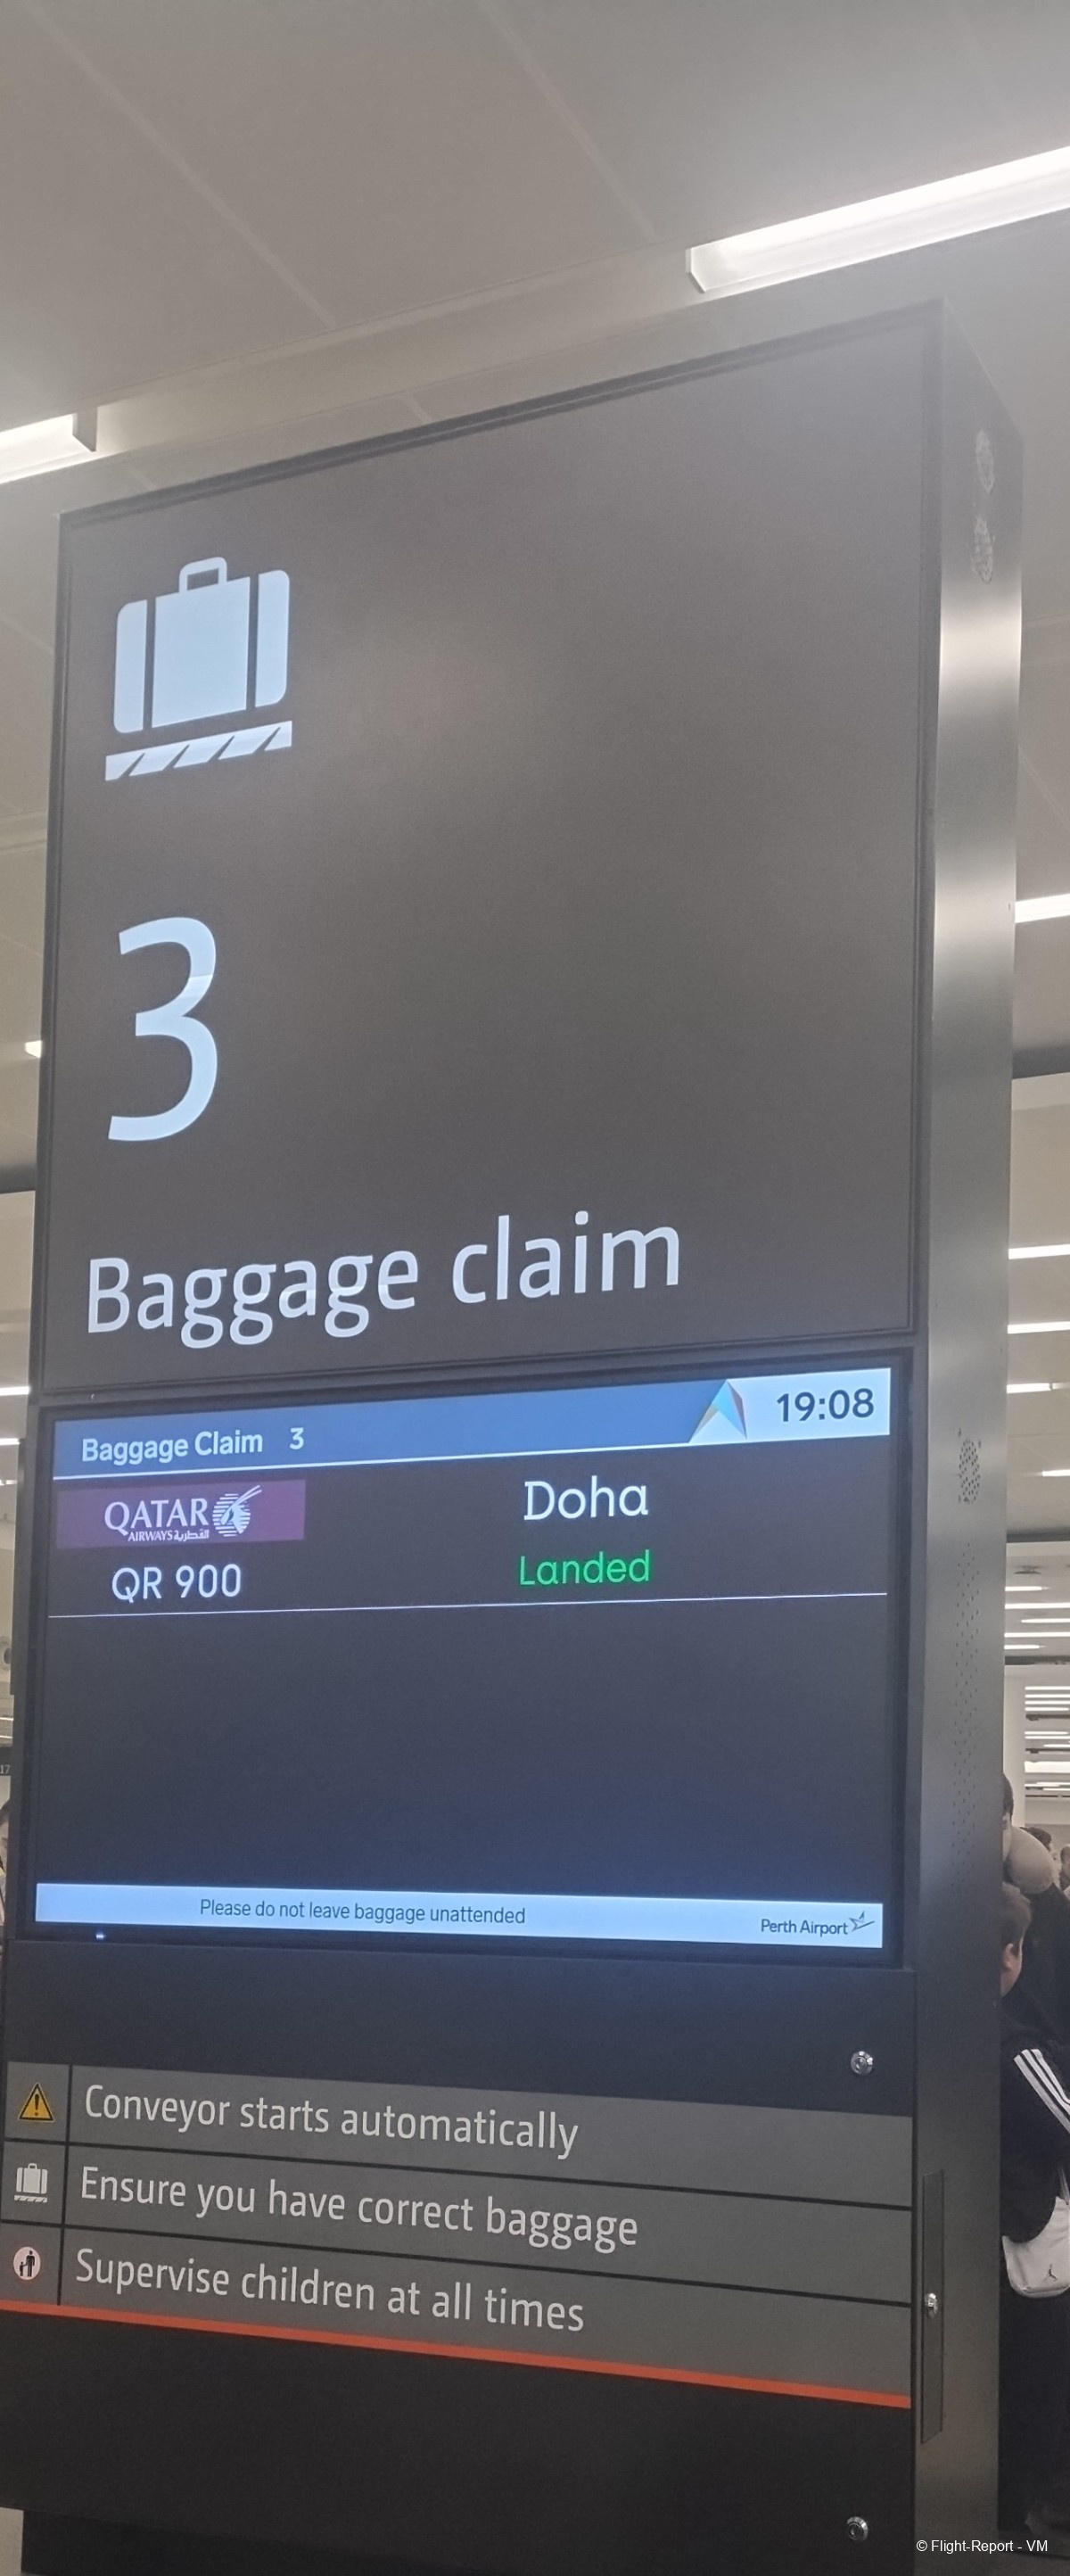 3
Baggage claim
Baggage Claim 3
19:08
QATAR
AIRWAYS القطرية
Doha
QR 900
Landed
Please do not leave baggage unattended
Perth Airport
Conveyor starts automatically
Ensure you have correct baggage
Supervise children at all times
17
© Flight-Report - VM